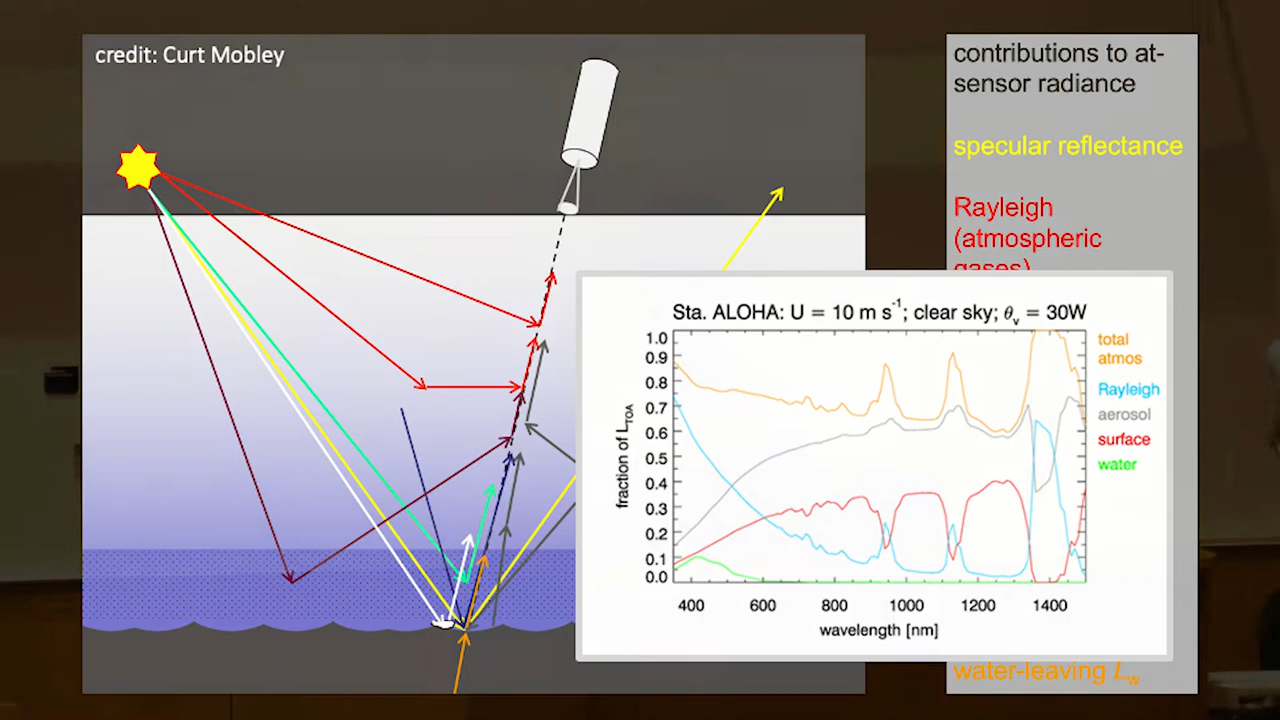 credit: Curt Mobley
contributions to at-
sensor radiance
specular reflectance
Rayleigh
(atmospheric
gases)
Sta. ALOHA: U = 10 m s⁻¹; clear sky; θᵥ = 30W
fraction of L_TOA
1.0
0.9
0.8
0.7
0.6
0.5
0.4
0.3
0.2
0.1
0.0
400 600 800 1000 1200 1400
wavelength [nm]
total
atmos
Rayleigh
aerosol
surface
water
water-leaving L_w